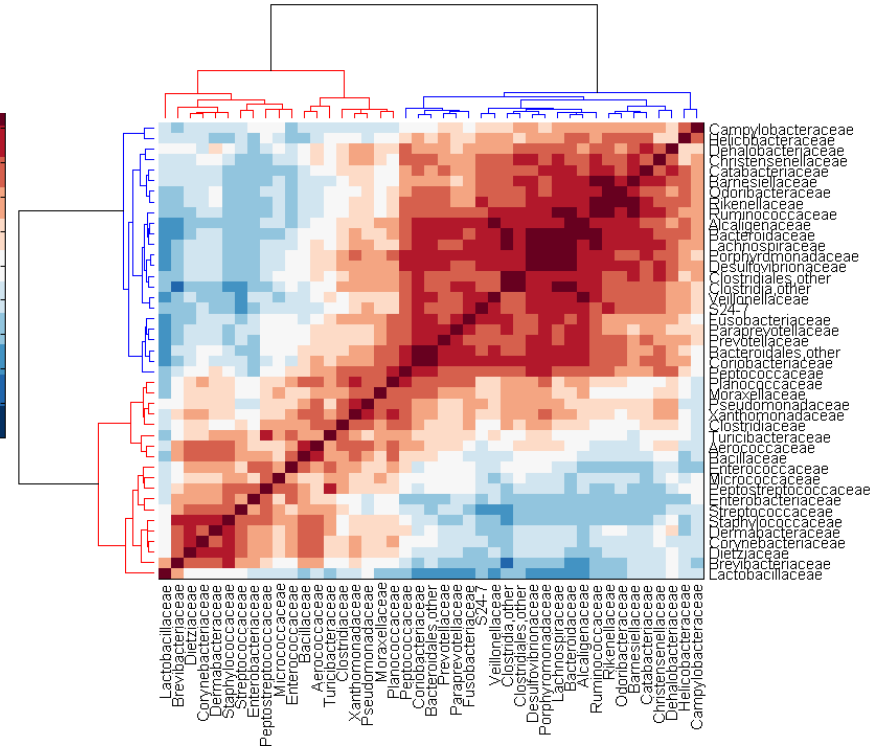 Campylobacteraceae
Helicobacteraceae
Dehalobacteriaceae
Christensenellaceae
Catabacteriaceae
Barnesiellaceae
Odoribacteraceae
Rikenellaceae
Ruminococcaceae
Alcaligenaceae
Bacteroidaceae
Lachnospiraceae
Porphyromonadaceae
Desulfovibrionaceae
Clostridiales,other
Clostridia,other
Veillonellaceae
S24-7
Fusobacteriaceae
Paraprevotellaceae
Prevotellaceae
Bacteroidales,other
Coriobacteriaceae
Peptococcaceae
Planococcaceae
Moraxellaceae
Pseudomonadaceae
Xanthomonadaceae
Clostridiaceae
Turicibacteraceae
Aerococcaceae
Bacillaceae
Enterococcaceae
Micrococcaceae
Peptostreptococcaceae
Enterobacteriaceae
Streptococcaceae
Staphylococcaceae
Dermabacteraceae
Corynebacteriaceae
Dietziaceae
Brevibacteriaceae
Lactobacillaceae
Lactobacillaceae
Brevibacteriaceae
Dietziaceae
Corynebacteriaceae
Dermabacteraceae
Staphylococcaceae
Streptococcaceae
Enterobacteriaceae
Peptostreptococcaceae
Micrococcaceae
Enterococcaceae
Bacillaceae
Aerococcaceae
Turicibacteraceae
Clostridiaceae
Xanthomonadaceae
Pseudomonadaceae
Moraxellaceae
Planococcaceae
Peptococcaceae
Coriobacteriaceae
Bacteroidales,other
Prevotellaceae
Paraprevotellaceae
Fusobacteriaceae
S24-7
Veillonellaceae
Clostridia,other
Clostridiales,other
Desulfovibrionaceae
Porphyromonadaceae
Lachnospiraceae
Bacteroidaceae
Alcaligenaceae
Ruminococcaceae
Rikenellaceae
Odoribacteraceae
Barnesiellaceae
Catabacteriaceae
Christensenellaceae
Dehalobacteriaceae
Helicobacteraceae
Campylobacteraceae